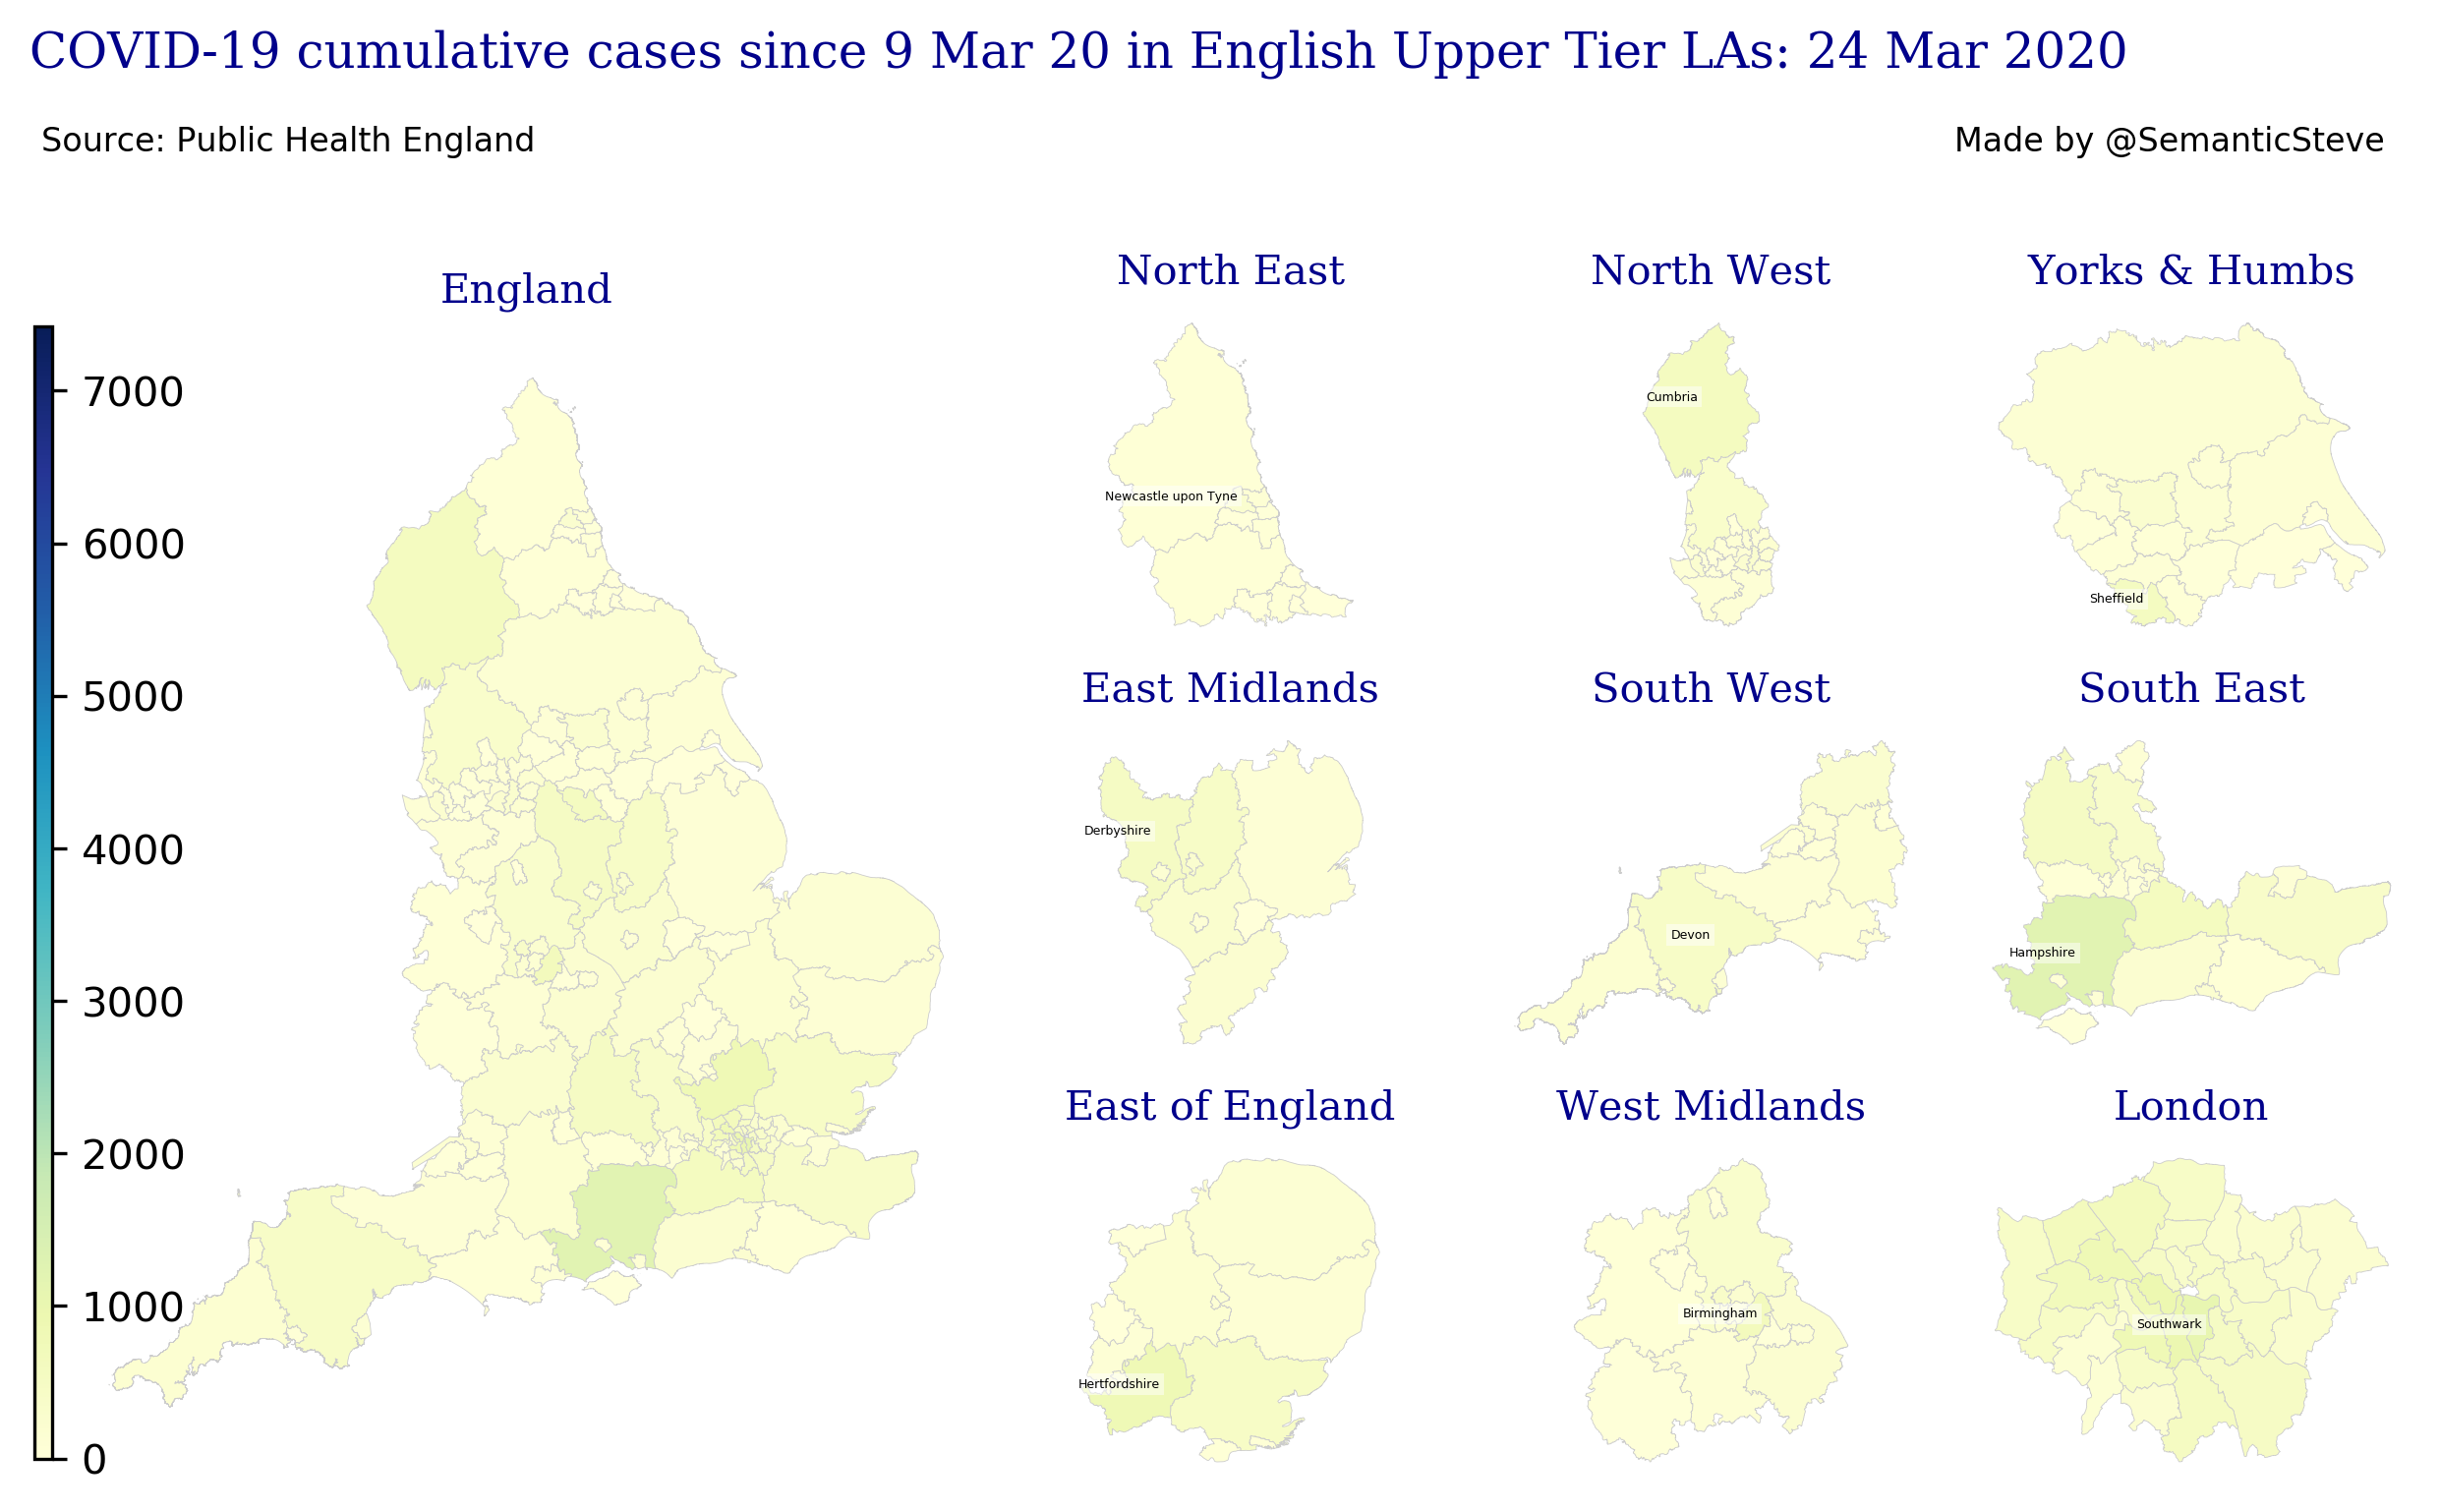 COVID-19 cumulative cases since 9 Mar 20 in English Upper Tier LAs: 24 Mar 2020
Source: Public Health England
Made by @SemanticSteve
England
7000
6000
5000
4000
3000
2000
1000
0
North East
Newcastle upon Tyne
North West
Cumbria
Yorks & Humbs
Sheffield
East Midlands
Derbyshire
South West
Devon
South East
Hampshire
East of England
Hertfordshire
West Midlands
Birmingham
London
Southwark